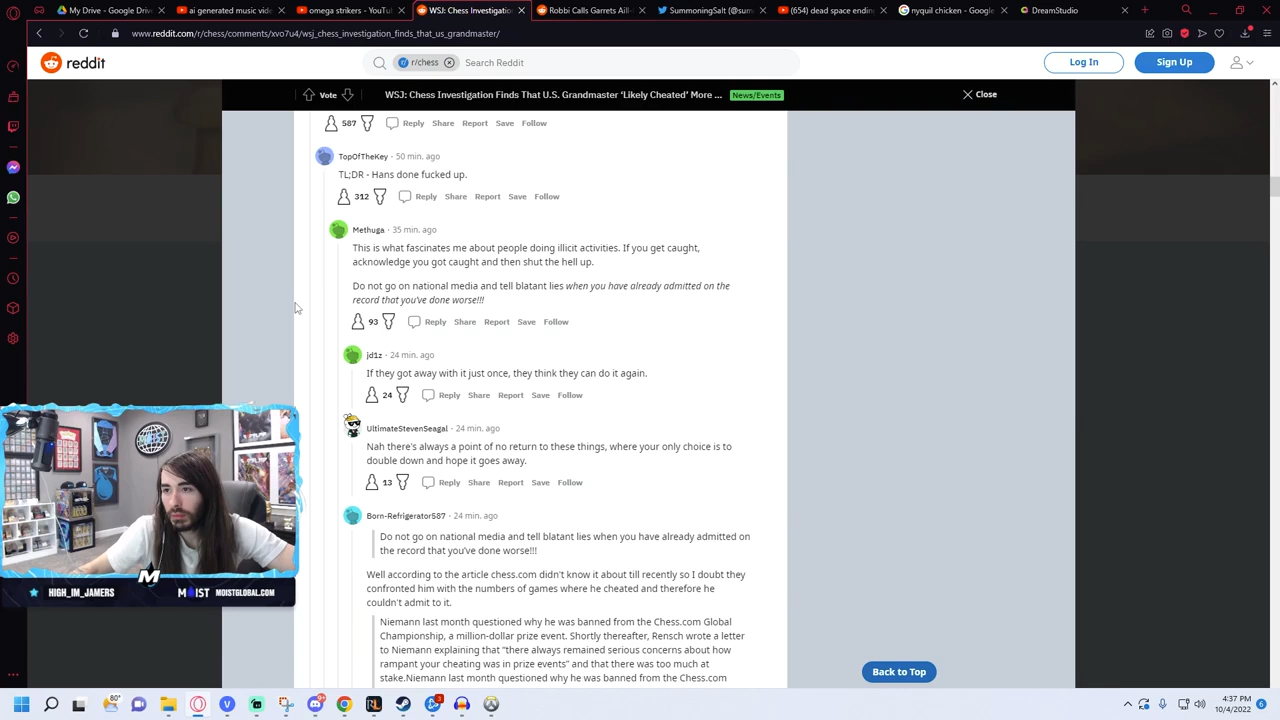 My Drive - Google D
ai generated music vide
omega strikers - YouTub
WSJ: Chess Investigatio
Robbi Calls Garrets Ail
SummoningSalt (@sum
(654) dead space endin
nyquil chicken - Google
DreamStudio
www.reddit.com/r/chess/comments/xvo7u4/wsj_chess_investigation_finds_that_us_grandmaster/
reddit
r/chess
Search Reddit
Log In
Sign Up
Vote
WSJ: Chess Investigation Finds That U.S. Grandmaster ‘Likely Cheated’ More ...
News/Events
Close
587 Reply Share Report Save Follow
TopOfTheKey · 50 min. ago
TL;DR - Hans done fucked up.
312 Reply Share Report Save Follow
Methuga · 35 min. ago
This is what fascinates me about people doing illicit activities. If you get caught,
acknowledge you got caught and then shut the hell up.
Do not go on national media and tell blatant lies when you have already admitted on the
record that you've done worse!!!
93 Reply Share Report Save Follow
jd1z · 24 min. ago
If they got away with it just once, they think they can do it again.
24 Reply Share Report Save Follow
UltimateStevenSeagal · 24 min. ago
Nah there's always a point of no return to these things, where your only choice is to
double down and hope it goes away.
13 Reply Share Report Save Follow
Born-Refrigerator587 · 24 min. ago
Do not go on national media and tell blatant lies when you have already admitted on
the record that you've done worse!!!
Well according to the article chess.com didn't know it about till recently so I doubt they
confronted him with the numbers of games where he cheated and therefore he
couldn't admit to it.
Niemann last month questioned why he was banned from the Chess.com Global
Championship, a million-dollar prize event. Shortly thereafter, Rensch wrote a letter
to Niemann explaining that “there always remained serious concerns about how
rampant your cheating was in prize events” and that there was too much at
stake.Niemann last month questioned why he was banned from the Chess.com
Back to Top
M
HIGH_IM_JAMERS
MOIST
MOISTGLOBAL.COM
80°
9+
3
4:37 PM
10/4/2022
6